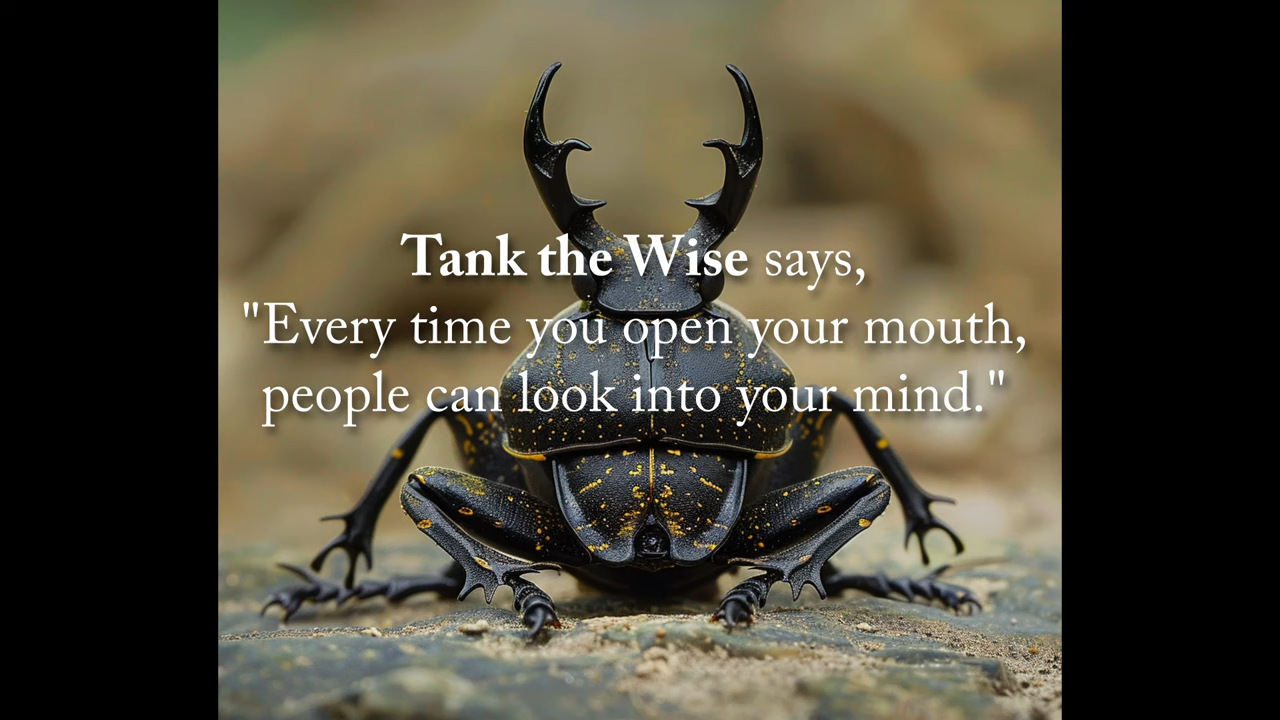 Tank the Wise says,
"Every time you open your mouth,
people can look into your mind."